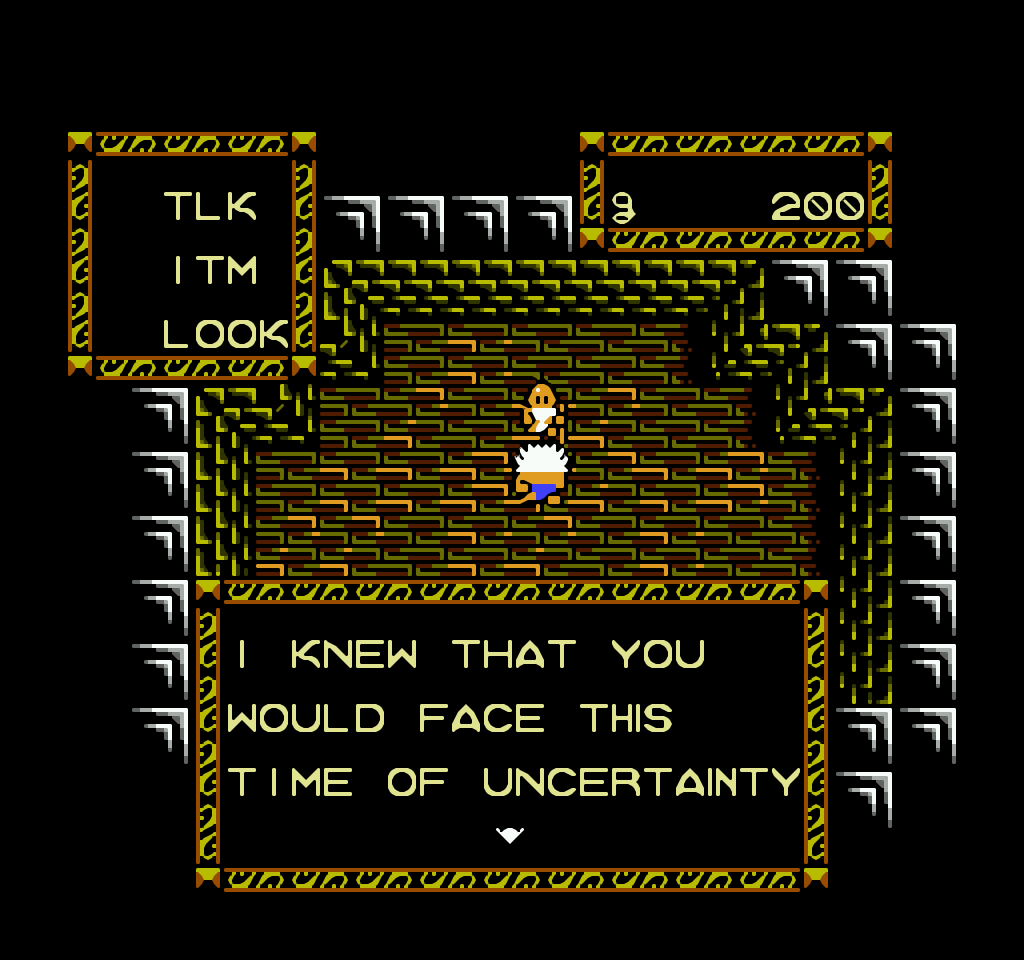 TLK
ITM
LOOK
200
I KNEW THAT YOU
WOULD FACE THIS
TIME OF UNCERTAINTY